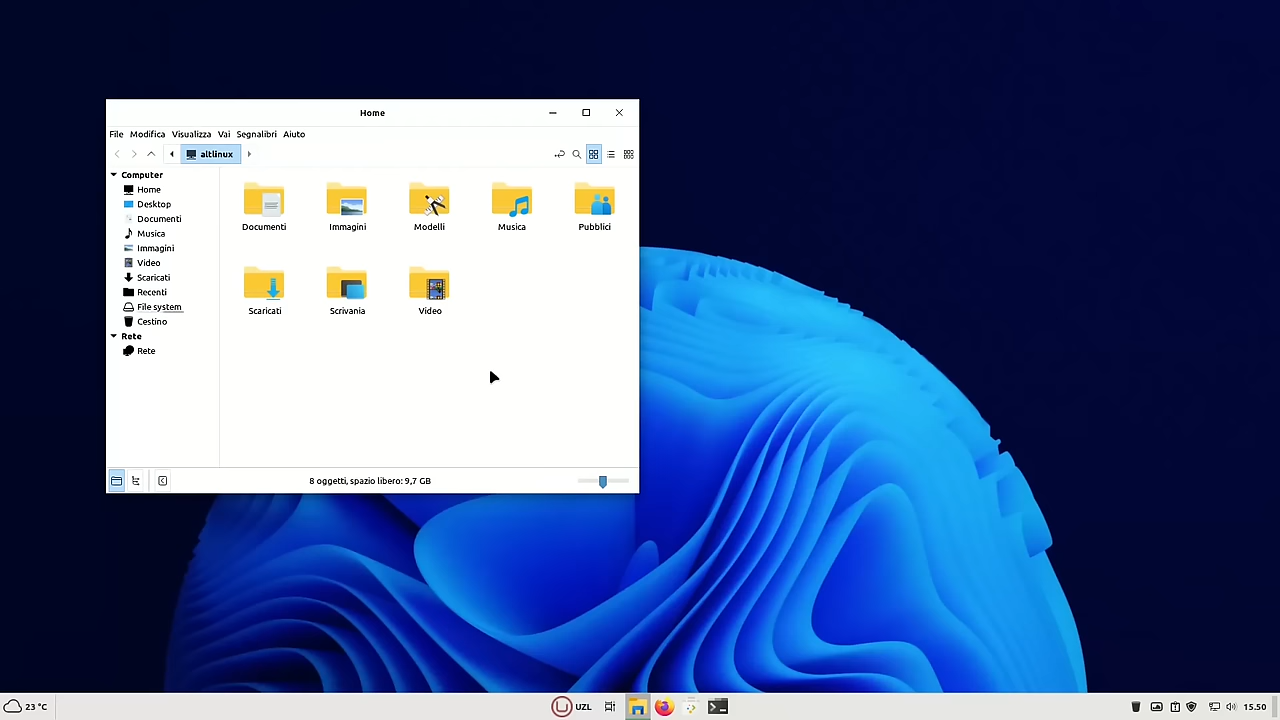 Home
File Modifica Visualizza Vai Segnalibri Aiuto
altlinux
Computer
Home
Desktop
Documenti
Musica
Immagini
Video
Scaricati
Recenti
File system
Cestino
Rete
Rete
Documenti Immagini Modelli Musica Pubblici
Scaricati Scrivania Video
8 oggetti, spazio libero: 9,7 GB
23 °C
UZL
15.50